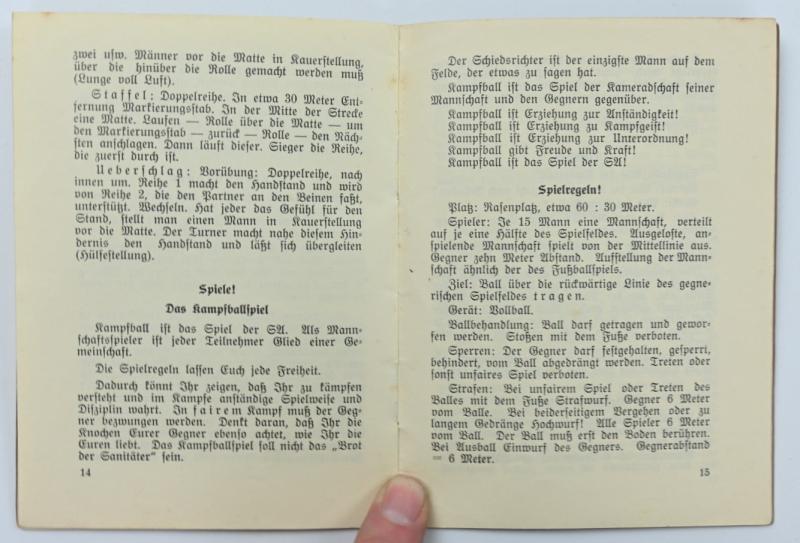 zwei usw. Männer vor die Matte in Kauerstellung,
über die hinüber die Rolle gemacht werden muß
(Lunge voll Luft).
Staffel: Doppelreihe. In etwa 30 Meter Ent-
fernung Markierungsstab. In der Mitte der Strecke
eine Matte. Laufen — Rolle über die Matte — um
den Markierungsstab — zurück — Rolle — den Näch-
sten anschlagen. Dann läuft dieser. Sieger die Reihe,
die zuerst durch ist.
Ueberschlag: Vorübung: Doppelreihe, nach
innen um. Reihe 1 macht den Handstand und wird
von Reihe 2, die den Partner an den Beinen faßt,
unterstützt. Wechseln. Hat jeder das Gefühl für den
Stand, stellt man einen Mann in Kauerstellung
vor die Matte. Der Turner macht nahe diesem Hin-
dernis den Handstand und läßt sich übergleiten
(Hülfestellung).
Spiele!
Das Kampfballspiel
Kampfball ist das Spiel der SA. Als Mann-
schaftsspieler ist jeder Teilnehmer Glied einer Ge-
meinschaft.
Die Spielregeln lassen Euch jede Freiheit.
Dadurch könnt Ihr zeigen, daß Ihr zu kämpfen
versteht und im Kampfe anständige Spielweise und
Disziplin wahrt. In fairem Kampf muß der Geg-
ner bezwungen werden. Denkt daran, daß Ihr die
Knochen Eurer Gegner ebenso achtet, wie Ihr die
Euren liebt. Das Kampfballspiel soll nicht das „Brot
der Sanitäter“ sein.
14
Der Schiedsrichter ist der einzigste Mann auf dem
Felde, der etwas zu sagen hat.
Kampfball ist das Spiel der Kameradschaft seiner
Mannschaft und den Gegnern gegenüber.
Kampfball ist Erziehung zur Anständigkeit!
Kampfball ist Erziehung zu Kampfgeist!
Kampfball ist Erziehung zur Unterordnung!
Kampfball gibt Freude und Kraft!
Kampfball ist das Spiel der SA!
Spielregeln!
Platz: Rasenplatz, etwa 60 : 30 Meter.
Spieler: Je 15 Mann eine Mannschaft, verteilt
auf je eine Hälfte des Spielfeldes. Ausgeloste, an-
spielende Mannschaft spielt von der Mittellinie aus.
Gegner zehn Meter Abstand. Aufstellung der Mann-
schaft ähnlich der des Fußballspiels.
Ziel: Ball über die rückwärtige Linie des gegne-
rischen Spielfeldes tragen.
Gerät: Vollball.
Ballbehandlung: Ball darf getragen und gewor-
fen werden. Stoßen mit dem Fuße verboten.
Sperren: Der Gegner darf festgehalten, gesperrt,
behindert, vom Ball abgedrängt werden. Treten oder
sonst unfaires Spiel verboten.
Strafen: Bei unfairem Spiel oder Treten des
Balles mit dem Fuße Strafwurf. Gegner 6 Meter
vom Balle. Bei beiderseitigem Vergehen oder zu
langem Gedränge Hochwurf! Alle Spieler 6 Meter
vom Ball. Der Ball muß erst den Boden berühren.
Bei Ausball Einwurf des Gegners. Gegnerabstand
= 6 Meter.
15